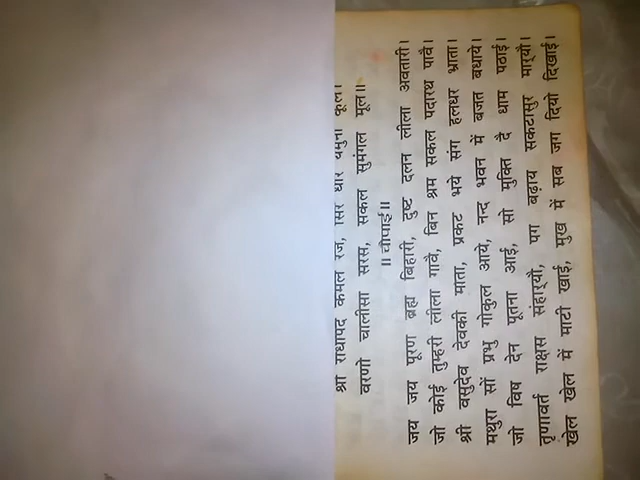 श्री राधापद कमल रज, सिर धरि यमुना कूल।
वरणो चालीसा सरस, सकल सुमंगल मूल॥
॥ चौपाई ॥
जय जय पूरण ब्रह्म बिहारी, दुष्ट दलन लीला अवतारी।
जो कोई तुम्हरी लीला गावै, बिन श्रम सकल पदारथ पावै।
श्री वसुदेव देवकी माता, प्रकट भये संग हलधर भ्राता।
मथुरा सों प्रभु गोकुल आये, नन्द भवन में बजत बधाये।
जो विष देन पूतना आई, सो मुक्ति दै धाम पठाई।
तृणावर्त राक्षस संहार्‌यौ, पग बढ़ाय सकटासुर मार्‌यौ।
खेल खेल में माटी खाई, मुख में सब जग दियो दिखाई।